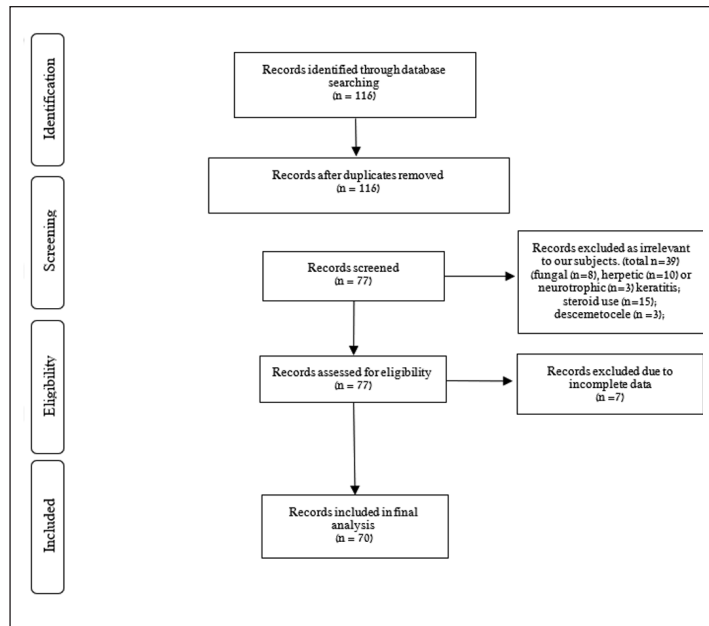 Identification
Records identified through database
searching
(n = 116)
Records after duplicates removed
(n = 116)
Screening
Records screened
(n = 77)
Records excluded as irrelevant
to our subjects. (total n=39)
(fungal (n=8), herpetic (n=10) or
neurotrophic (n=3) keratitis;
steroid use (n=15);
descemetocele (n =3);
Eligibility
Records assessed for eligibility
(n = 77)
Records excluded due to
incomplete data
(n =7)
Included
Records included in final
analysis
(n = 70)